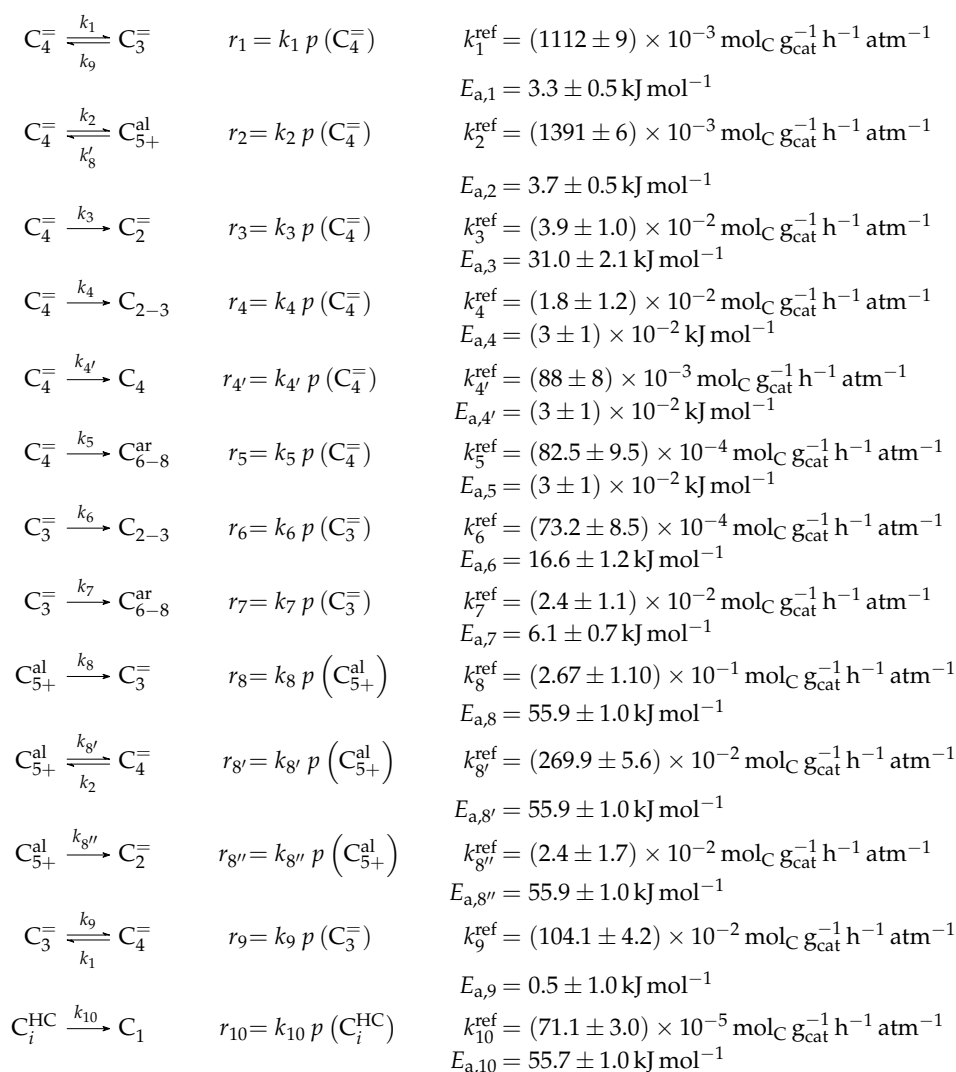 C₄⁼ ⇌ C₃⁼ (k₁ / k₉) r₁ = k₁ p (C₄⁼) k₁^ref = (1112 ± 9) × 10⁻³ mol_C g_cat⁻¹ h⁻¹ atm⁻¹
E_a,1 = 3.3 ± 0.5 kJ mol⁻¹
C₄⁼ ⇌ C₅₊^al (k₂ / k′₈) r₂ = k₂ p (C₄⁼) k₂^ref = (1391 ± 6) × 10⁻³ mol_C g_cat⁻¹ h⁻¹ atm⁻¹
E_a,2 = 3.7 ± 0.5 kJ mol⁻¹
C₄⁼ → C₂⁼ (k₃) r₃ = k₃ p (C₄⁼) k₃^ref = (3.9 ± 1.0) × 10⁻² mol_C g_cat⁻¹ h⁻¹ atm⁻¹
E_a,3 = 31.0 ± 2.1 kJ mol⁻¹
C₄⁼ → C₂₋₃ (k₄) r₄ = k₄ p (C₄⁼) k₄^ref = (1.8 ± 1.2) × 10⁻² mol_C g_cat⁻¹ h⁻¹ atm⁻¹
E_a,4 = (3 ± 1) × 10⁻² kJ mol⁻¹
C₄⁼ → C₄ (k₄′) r₄′ = k₄′ p (C₄⁼) k₄′^ref = (88 ± 8) × 10⁻³ mol_C g_cat⁻¹ h⁻¹ atm⁻¹
E_a,4′ = (3 ± 1) × 10⁻² kJ mol⁻¹
C₄⁼ → C₆₋₈^ar (k₅) r₅ = k₅ p (C₄⁼) k₅^ref = (82.5 ± 9.5) × 10⁻⁴ mol_C g_cat⁻¹ h⁻¹ atm⁻¹
E_a,5 = (3 ± 1) × 10⁻² kJ mol⁻¹
C₃⁼ → C₂₋₃ (k₆) r₆ = k₆ p (C₃⁼) k₆^ref = (73.2 ± 8.5) × 10⁻⁴ mol_C g_cat⁻¹ h⁻¹ atm⁻¹
E_a,6 = 16.6 ± 1.2 kJ mol⁻¹
C₃⁼ → C₆₋₈^ar (k₇) r₇ = k₇ p (C₃⁼) k₇^ref = (2.4 ± 1.1) × 10⁻² mol_C g_cat⁻¹ h⁻¹ atm⁻¹
E_a,7 = 6.1 ± 0.7 kJ mol⁻¹
C₅₊^al → C₃⁼ (k₈) r₈ = k₈ p (C₅₊^al) k₈^ref = (2.67 ± 1.10) × 10⁻¹ mol_C g_cat⁻¹ h⁻¹ atm⁻¹
E_a,8 = 55.9 ± 1.0 kJ mol⁻¹
C₅₊^al ⇌ C₄⁼ (k₈′ / k₂) r₈′ = k₈′ p (C₅₊^al) k₈′^ref = (269.9 ± 5.6) × 10⁻² mol_C g_cat⁻¹ h⁻¹ atm⁻¹
E_a,8′ = 55.9 ± 1.0 kJ mol⁻¹
C₅₊^al → C₂⁼ (k₈″) r₈″ = k₈″ p (C₅₊^al) k₈″^ref = (2.4 ± 1.7) × 10⁻² mol_C g_cat⁻¹ h⁻¹ atm⁻¹
E_a,8″ = 55.9 ± 1.0 kJ mol⁻¹
C₃⁼ ⇌ C₄⁼ (k₉ / k₁) r₉ = k₉ p (C₃⁼) k₉^ref = (104.1 ± 4.2) × 10⁻² mol_C g_cat⁻¹ h⁻¹ atm⁻¹
E_a,9 = 0.5 ± 1.0 kJ mol⁻¹
C_i^HC → C₁ (k₁₀) r₁₀ = k₁₀ p (C_i^HC) k₁₀^ref = (71.1 ± 3.0) × 10⁻⁵ mol_C g_cat⁻¹ h⁻¹ atm⁻¹
E_a,10 = 55.7 ± 1.0 kJ mol⁻¹